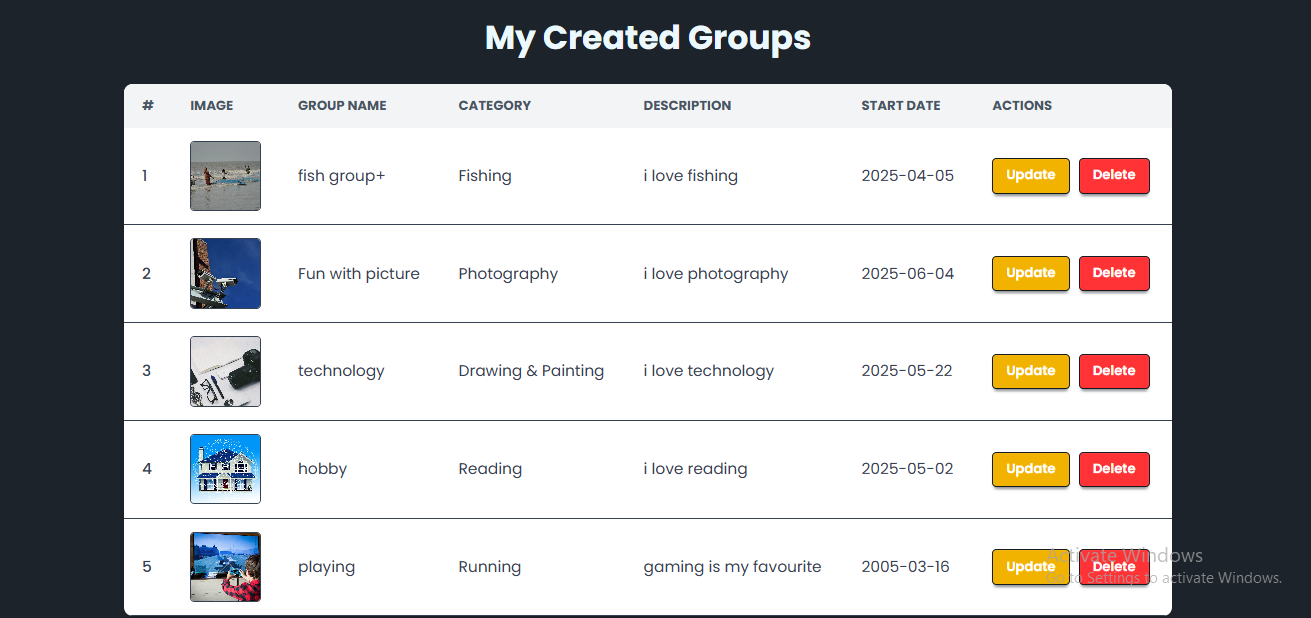 My Created Groups
# IMAGE GROUP NAME CATEGORY DESCRIPTION START DATE ACTIONS
1 fish group+ Fishing i love fishing 2025-04-05 Update Delete
2 Fun with picture Photography i love photography 2025-06-04 Update Delete
3 technology Drawing & Painting i love technology 2025-05-22 Update Delete
4 hobby Reading i love reading 2025-05-02 Update Delete
5 playing Running gaming is my favourite 2005-03-16 Update Delete
Activate Windows
Go to Settings to activate Windows.